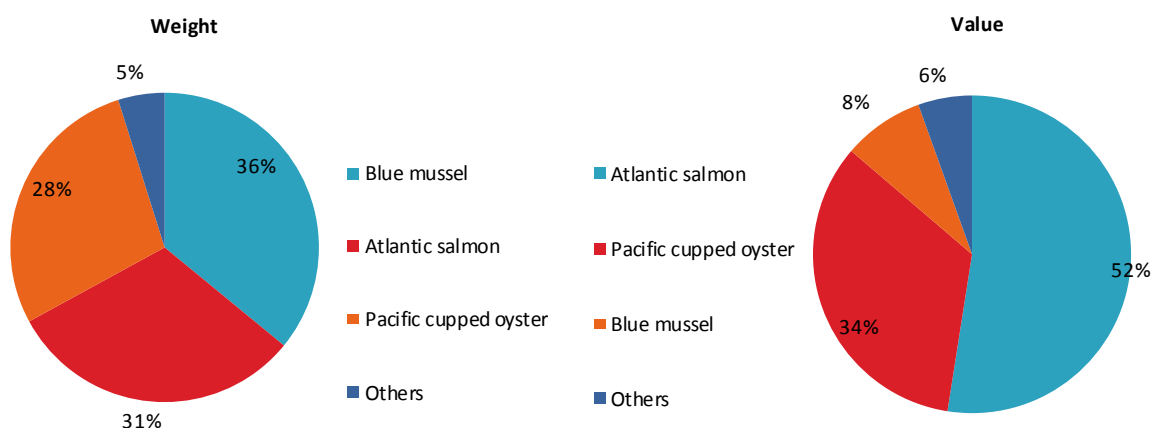 Weight
5%
36%
28%
31%
Blue mussel
Atlantic salmon
Pacific cupped oyster
Others
Value
6%
8%
52%
34%
Atlantic salmon
Pacific cupped oyster
Blue mussel
Others